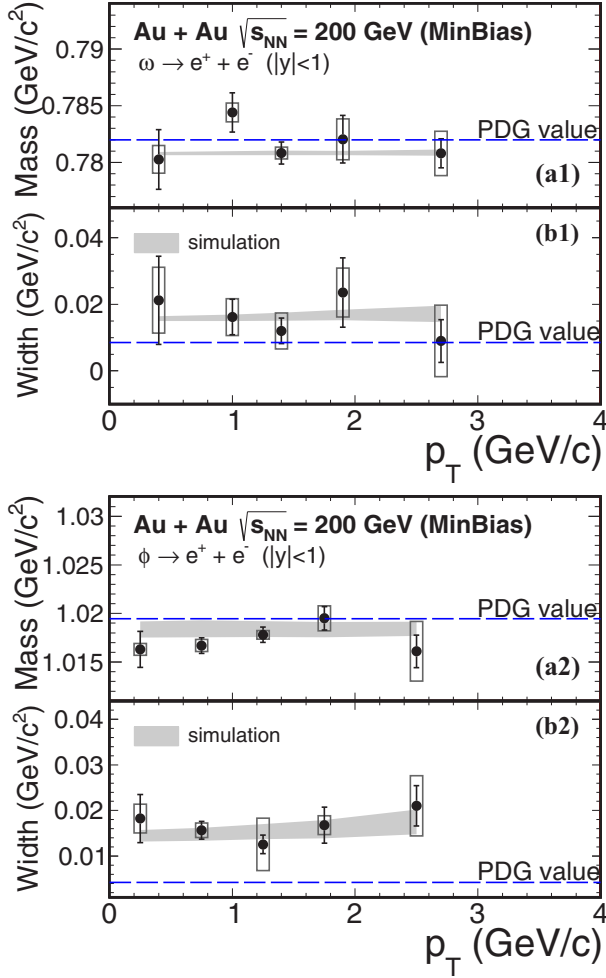 Au + Au √sNN = 200 GeV (MinBias)
ω → e+ + e- (|y|<1)
Mass (GeV/c2)
0.79
0.785
0.78
PDG value
(a1)
Width (GeV/c2)
0.04
0.02
0
simulation
(b1)
PDG value
0 1 2 3 4
pT (GeV/c)
Au + Au √sNN = 200 GeV (MinBias)
ϕ → e+ + e- (|y|<1)
Mass (GeV/c2)
1.03
1.025
1.02
1.015
PDG value
(a2)
Width (GeV/c2)
0.04
0.03
0.02
0.01
simulation
(b2)
PDG value
0 1 2 3 4
pT (GeV/c)